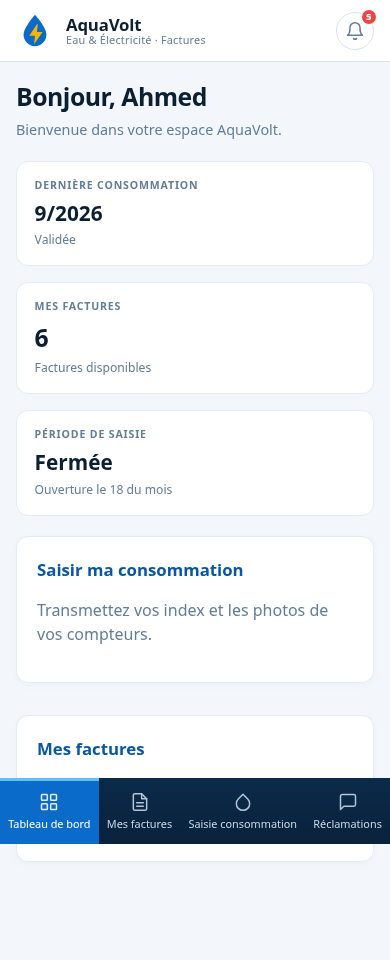 AquaVolt
Eau & Électricité · Factures
5
Bonjour, Ahmed
Bienvenue dans votre espace AquaVolt.
DERNIÈRE CONSOMMATION
9/2026
Validée
MES FACTURES
6
Factures disponibles
PÉRIODE DE SAISIE
Fermée
Ouverture le 18 du mois
Saisir ma consommation
Transmettez vos index et les photos de
vos compteurs.
Mes factures
Tableau de bord
Mes factures
Saisie consommation
Réclamations